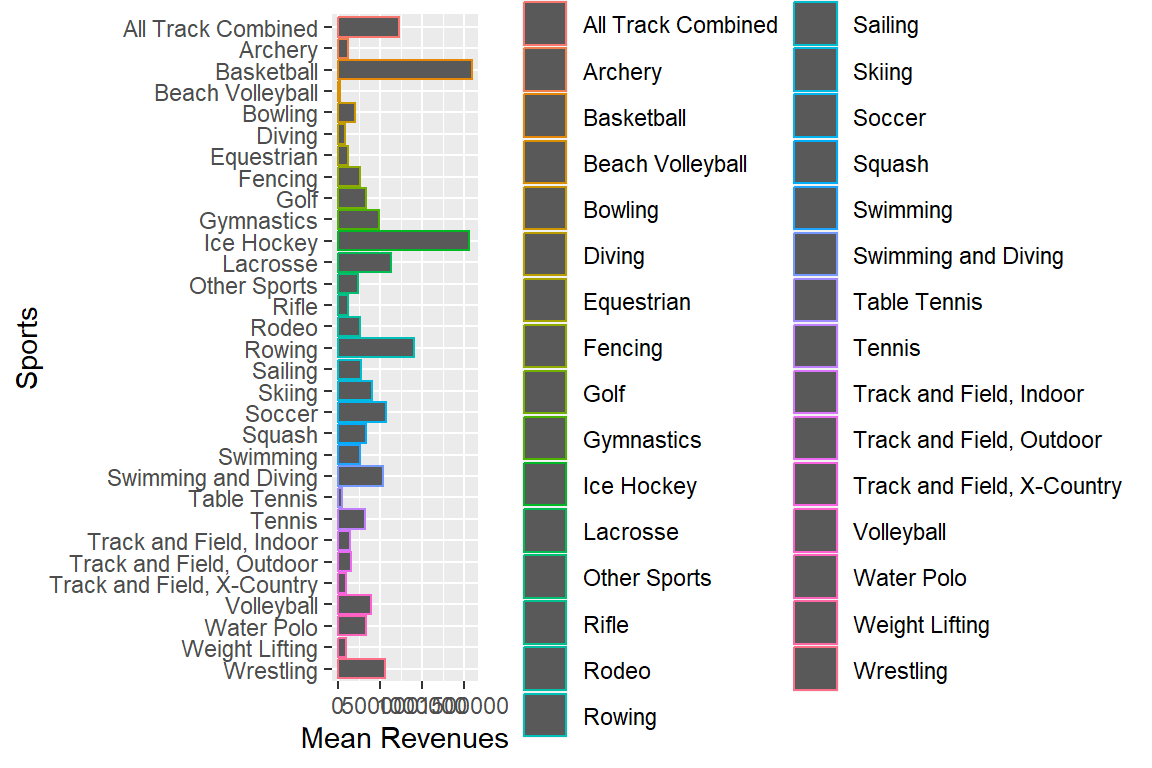 Sports
All Track Combined
Archery
Basketball
Beach Volleyball
Bowling
Diving
Equestrian
Fencing
Golf
Gymnastics
Ice Hockey
Lacrosse
Other Sports
Rifle
Rodeo
Rowing
Sailing
Skiing
Soccer
Squash
Swimming
Swimming and Diving
Table Tennis
Tennis
Track and Field, Indoor
Track and Field, Outdoor
Track and Field, X-Country
Volleyball
Water Polo
Weight Lifting
Wrestling
0 500000 1000000 1500000
Mean Revenues
All Track Combined
Archery
Basketball
Beach Volleyball
Bowling
Diving
Equestrian
Fencing
Golf
Gymnastics
Ice Hockey
Lacrosse
Other Sports
Rifle
Rodeo
Rowing
Sailing
Skiing
Soccer
Squash
Swimming
Swimming and Diving
Table Tennis
Tennis
Track and Field, Indoor
Track and Field, Outdoor
Track and Field, X-Country
Volleyball
Water Polo
Weight Lifting
Wrestling